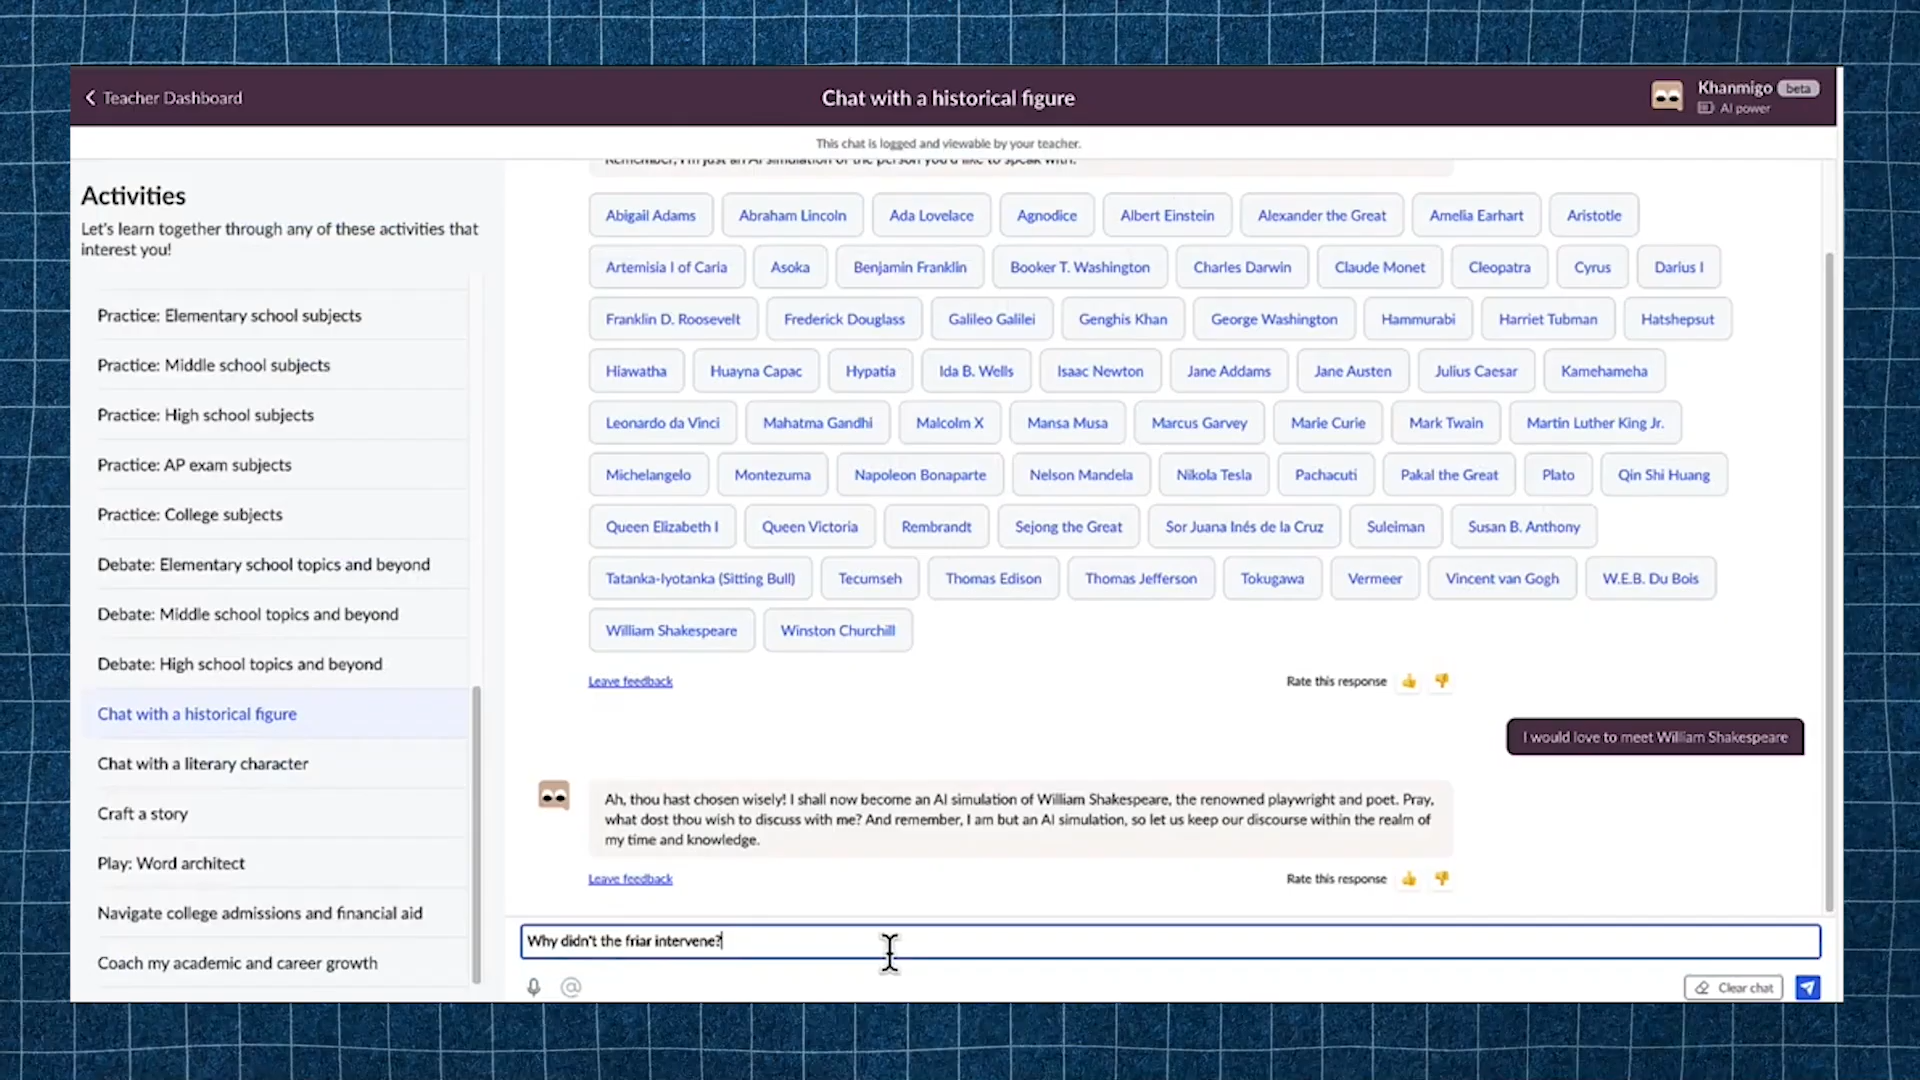 Teacher Dashboard
Chat with a historical figure
Khanmigo beta
AI power
This chat is logged and viewable by your teacher.
Activities
Let's learn together through any of these activities that
interest you!
Practice: Elementary school subjects
Practice: Middle school subjects
Practice: High school subjects
Practice: AP exam subjects
Practice: College subjects
Debate: Elementary school topics and beyond
Debate: Middle school topics and beyond
Debate: High school topics and beyond
Chat with a historical figure
Chat with a literary character
Craft a story
Play: Word architect
Navigate college admissions and financial aid
Coach my academic and career growth
Remember, I'm just an AI simulation of the person you'd like to speak with.
Abigail Adams Abraham Lincoln Ada Lovelace Agnodice Albert Einstein Alexander the Great Amelia Earhart Aristotle
Artemisia I of Caria Asoka Benjamin Franklin Booker T. Washington Charles Darwin Claude Monet Cleopatra Cyrus Darius I
Franklin D. Roosevelt Frederick Douglass Galileo Galilei Genghis Khan George Washington Hammurabi Harriet Tubman Hatshepsut
Hiawatha Huayna Capac Hypatia Ida B. Wells Isaac Newton Jane Addams Jane Austen Julius Caesar Kamehameha
Leonardo da Vinci Mahatma Gandhi Malcolm X Mansa Musa Marcus Garvey Marie Curie Mark Twain Martin Luther King Jr.
Michelangelo Montezuma Napoleon Bonaparte Nelson Mandela Nikola Tesla Pachacuti Pakal the Great Plato Qin Shi Huang
Queen Elizabeth I Queen Victoria Rembrandt Sejong the Great Sor Juana Inés de la Cruz Suleiman Susan B. Anthony
Tatanka-Iyotanka (Sitting Bull) Tecumseh Thomas Edison Thomas Jefferson Tokugawa Vermeer Vincent van Gogh W.E.B. Du Bois
William Shakespeare Winston Churchill
Leave feedback Rate this response
I would love to meet William Shakespeare
Ah, thou hast chosen wisely! I shall now become an AI simulation of William Shakespeare, the renowned playwright and poet. Pray,
what dost thou wish to discuss with me? And remember, I am but an AI simulation, so let us keep our discourse within the realm of
my time and knowledge.
Leave feedback Rate this response
Why didn't the friar intervene?
@
Clear chat